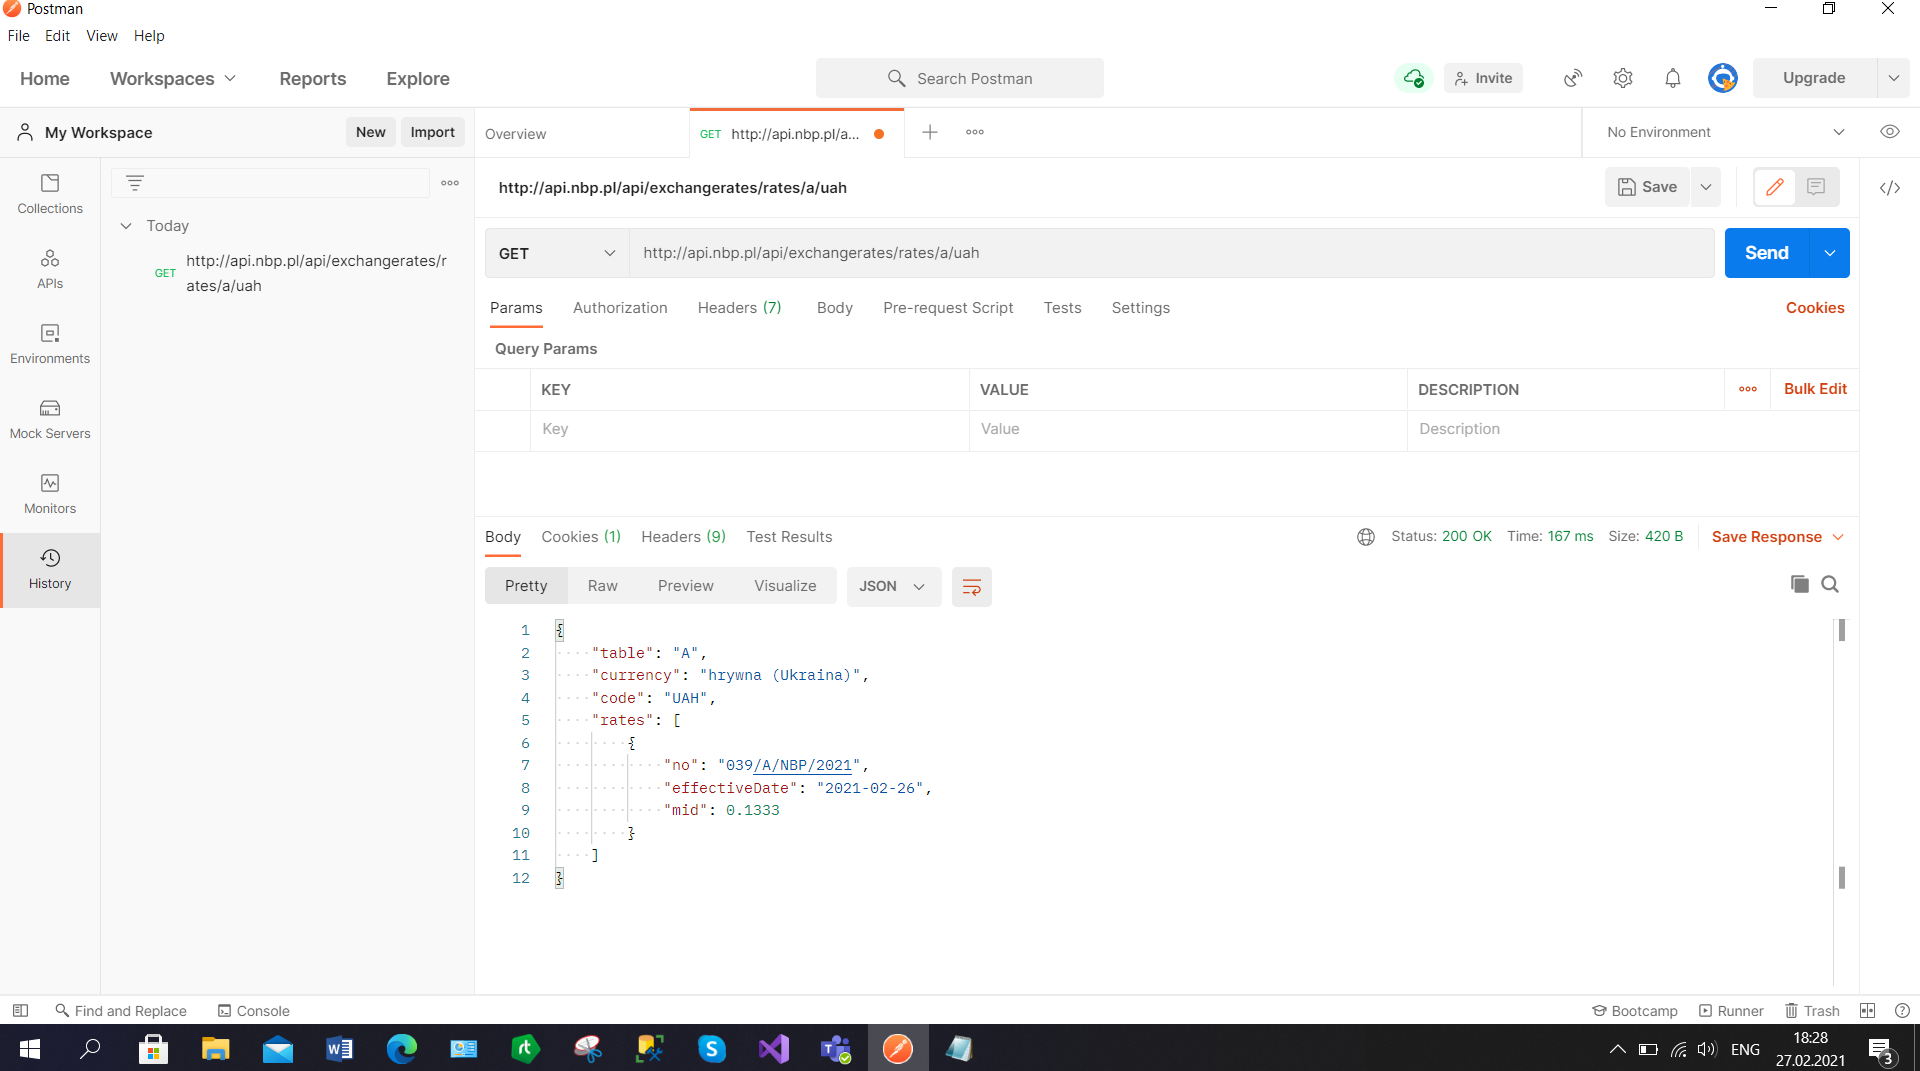 Postman
File Edit View Help
Home Workspaces Reports Explore
Search Postman
Invite
Upgrade
My Workspace
New Import
Overview
GET http://api.nbp.pl/a...
No Environment
http://api.nbp.pl/api/exchangerates/rates/a/uah
Save
Collections
APIs
Environments
Mock Servers
Monitors
History
Today
GET http://api.nbp.pl/api/exchangerates/r
ates/a/uah
GET http://api.nbp.pl/api/exchangerates/rates/a/uah
Send
Params Authorization Headers (7) Body Pre-request Script Tests Settings Cookies
Query Params
KEY VALUE DESCRIPTION Bulk Edit
Key Value Description
Body Cookies (1) Headers (9) Test Results
Status: 200 OK Time: 167 ms Size: 420 B Save Response
Pretty Raw Preview Visualize JSON
1 {
2 "table": "A",
3 "currency": "hrywna (Ukraina)",
4 "code": "UAH",
5 "rates": [
6 {
7 "no": "039/A/NBP/2021",
8 "effectiveDate": "2021-02-26",
9 "mid": 0.1333
10 }
11 ]
12 }
Find and Replace Console
Bootcamp Runner Trash
ENG
18:28
27.02.2021
3